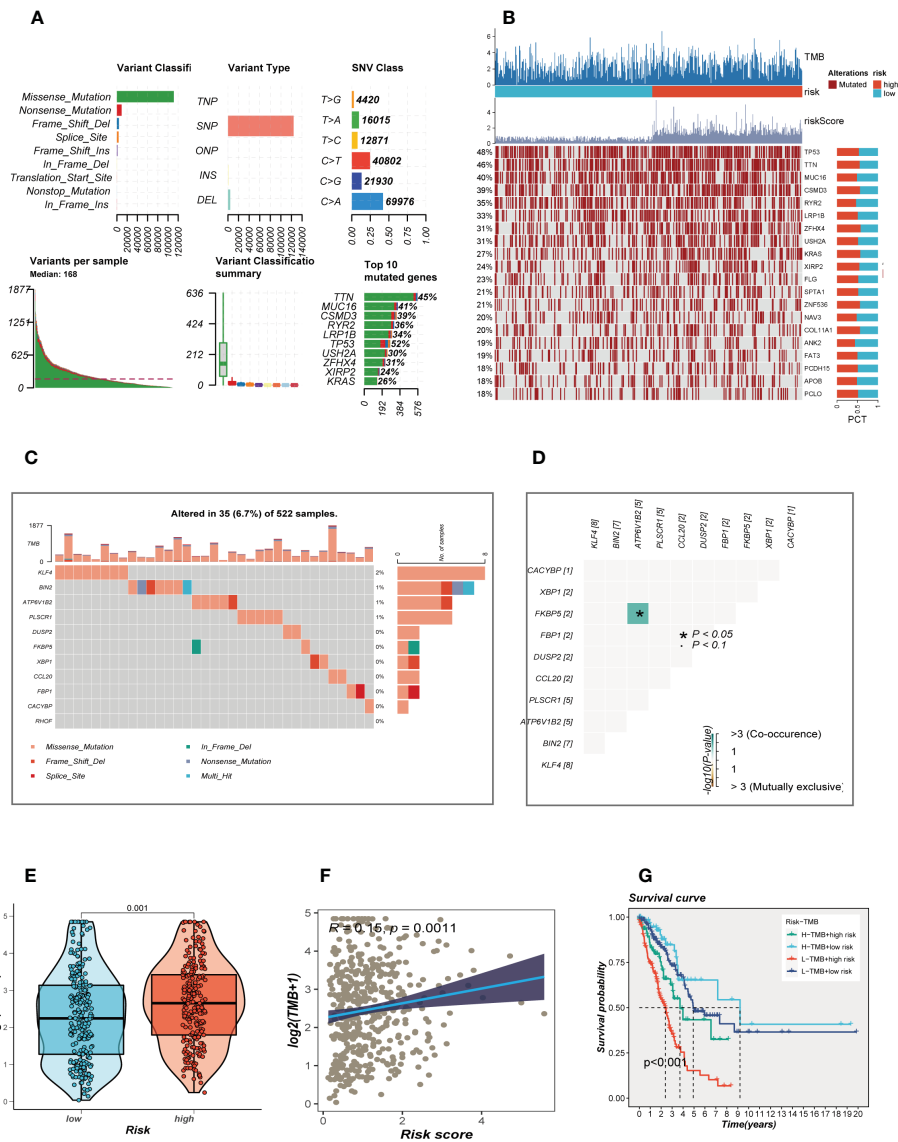 A
Variant Classifi
Missense_Mutation
Nonsense_Mutation
Frame_Shift_Del
Splice_Site
Frame_Shift_Ins
In_Frame_Del
Translation_Start_Site
Nonstop_Mutation
In_Frame_Ins
0
20000
40000
60000
80000
100000
120000
Variant Type
TNP
SNP
ONP
INS
DEL
0
20000
40000
60000
80000
100000
120000
140000
SNV Class
T>G 4420
T>A 16015
T>C 12871
C>T 40802
C>G 21930
C>A 69976
0.00
0.25
0.50
0.75
1.00
Variants per sample
Median: 168
1877
1251
625
0
Variant Classificatio
summary
636
424
212
0
Top 10
mutated genes
TTN 45%
MUC16 41%
CSMD3 39%
RYR2 36%
LRP1B 34%
TP53 52%
USH2A 30%
ZFHX4 31%
XIRP2 24%
KRAS 26%
0
192
384
576
B
6
4
2
0
TMB
risk
4
2
0
riskScore
Alterations risk
Mutated high
low
48% TP53
46% TTN
40% MUC16
39% CSMD3
35% RYR2
33% LRP1B
31% ZFHX4
31% USH2A
27% KRAS
24% XIRP2
23% FLG
21% SPTA1
21% ZNF536
20% NAV3
20% COL11A1
19% ANK2
19% FAT3
18% PCDH15
18% APOB
18% PCLO
0
0.5
1
PCT
C
Altered in 35 (6.7%) of 522 samples.
1877
TMB
0
No. of samples
0
8
KLF4 2%
BIN2 1%
ATP6V1B2 1%
PLSCR1 1%
DUSP2 0%
FKBP5 0%
XBP1 0%
CCL20 0%
FBP1 0%
CACYBP 0%
RHOF 0%
Missense_Mutation
Frame_Shift_Del
Splice_Site
In_Frame_Del
Nonsense_Mutation
Multi_Hit
D
KLF4 [8]
BIN2 [7]
ATP6V1B2 [5]
PLSCR1 [5]
CCL20 [2]
DUSP2 [2]
FBP1 [2]
FKBP5 [2]
XBP1 [2]
CACYBP [1]
CACYBP [1]
XBP1 [2]
FKBP5 [2] *
FBP1 [2]
DUSP2 [2]
CCL20 [2]
PLSCR1 [5]
ATP6V1B2 [5]
BIN2 [7]
KLF4 [8]
* P < 0.05
· P < 0.1
-log10(P-value)
>3 (Co-occurence)
1
1
> 3 (Mutually exclusive)
E
0.001
5
4
3
2
1
0
low
high
Risk
F
R = 0.15, p = 0.0011
log2(TMB+1)
5
4
3
2
1
0
0
2
4
Risk score
G
Survival curve
Risk−TMB
H−TMB+high risk
H−TMB+low risk
L−TMB+high risk
L−TMB+low risk
Survival probability
1.00
0.75
0.50
0.25
0.00
p<0.001
0 1 2 3 4 5 6 7 8 9 10 11 12 13 14 15 16 17 18 19 20
Time(years)